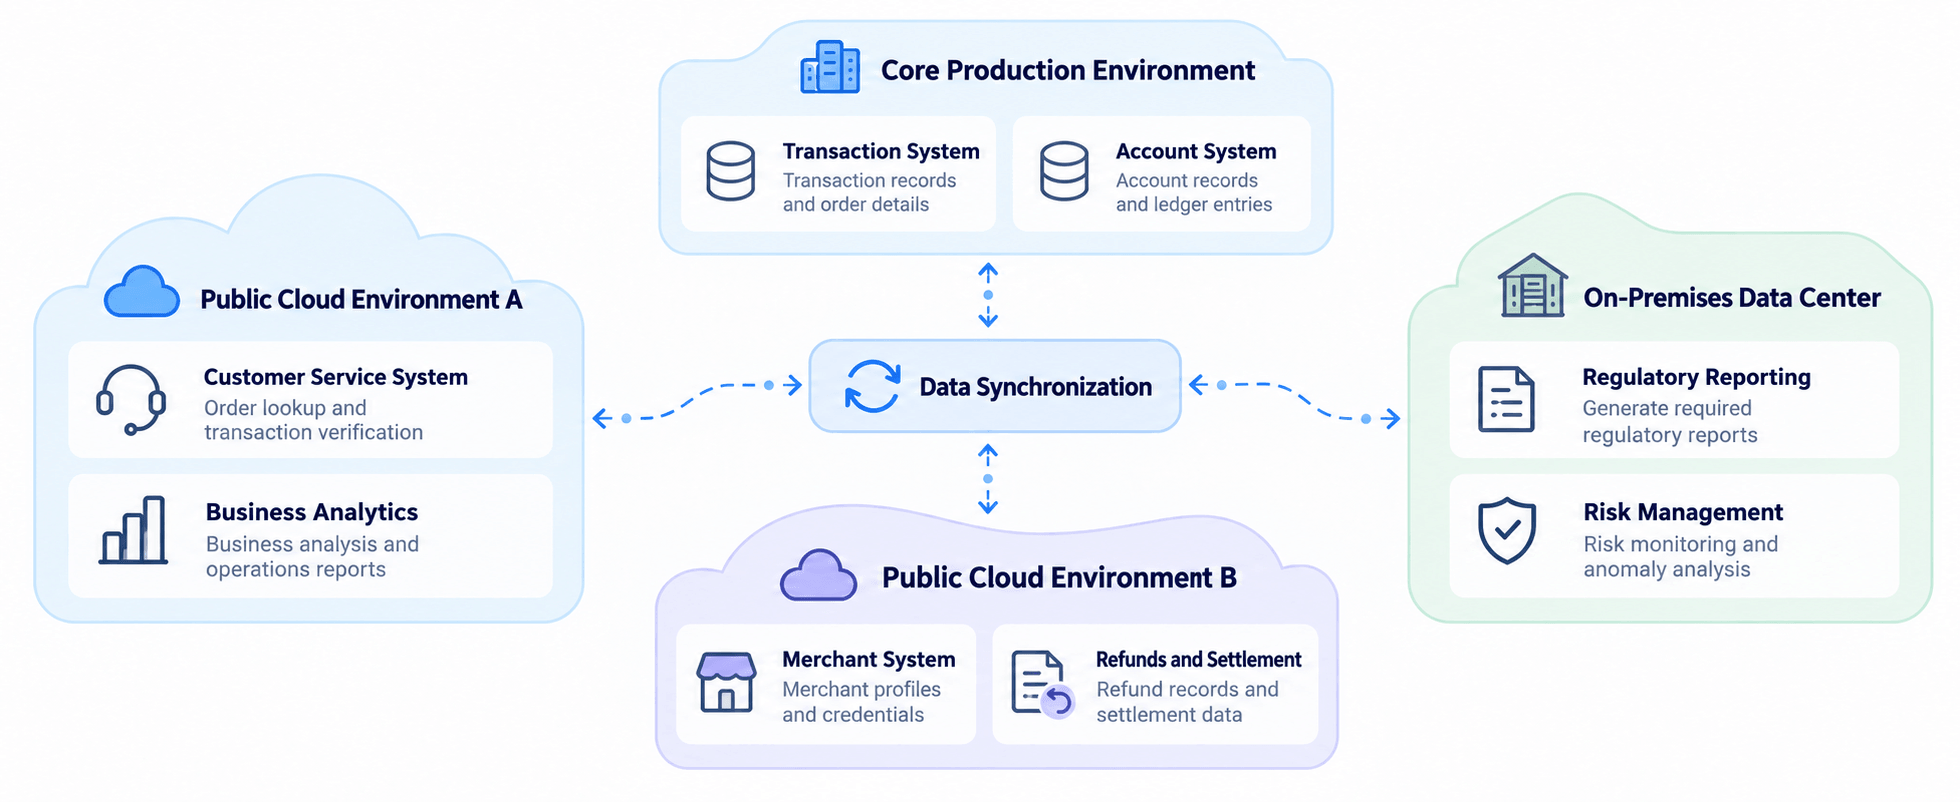 Core Production Environment
Transaction System
Transaction records
and order details
Account System
Account records
and ledger entries
Public Cloud Environment A
Customer Service System
Order lookup and
transaction verification
Business Analytics
Business analysis and
operations reports
Data Synchronization
On-Premises Data Center
Regulatory Reporting
Generate required
regulatory reports
Risk Management
Risk monitoring and
anomaly analysis
Public Cloud Environment B
Merchant System
Merchant profiles
and credentials
Refunds and Settlement
Refund records and
settlement data